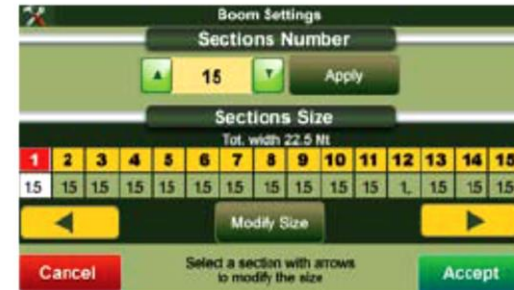 Boom Settings
Sections Number
15 Apply
Sections Size
Tot. width 22.5 Mt
1 2 3 4 5 6 7 8 9 10 11 12 13 14 15
1.5 1.5 1.5 1.5 1.5 1.5 1.5 1.5 1.5 1.5 1.5 1. 1.5 1.5 1.5
Modify Size
Cancel
Select a section with arrows
to modify the size
Accept